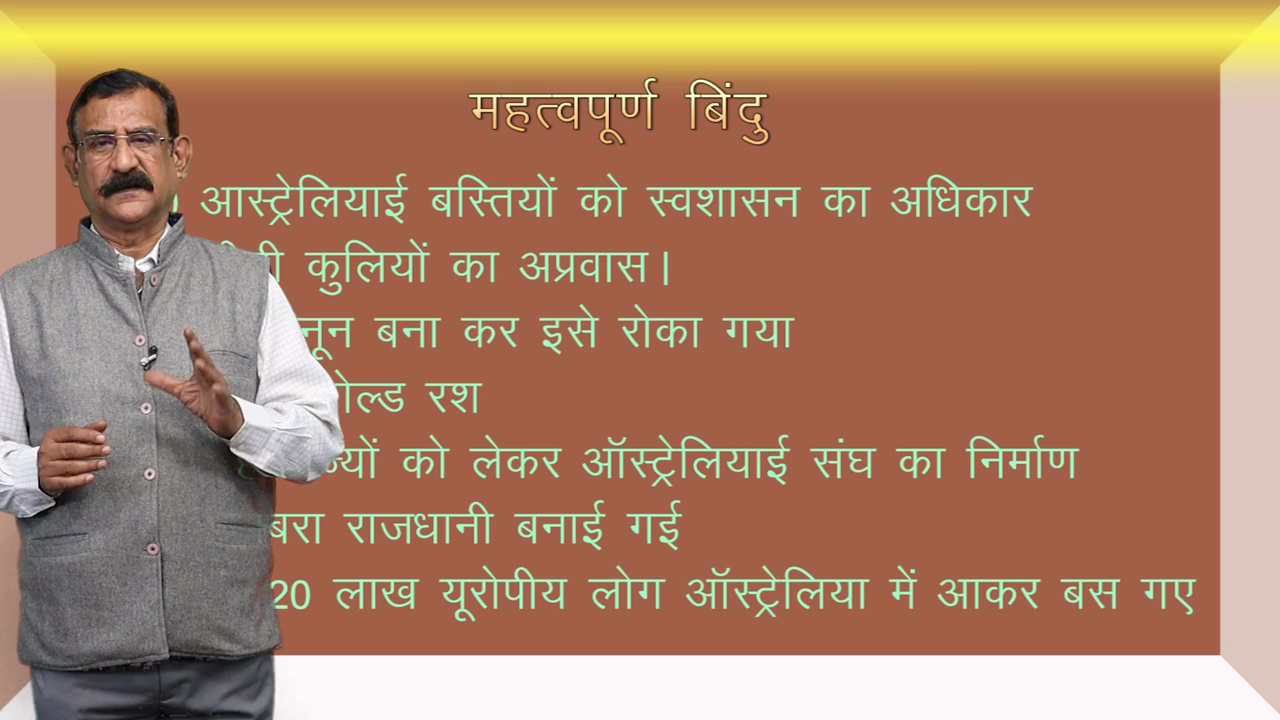 महत्वपूर्ण बिंदु
आस्ट्रेलियाई बस्तियों को स्वशासन का अधिकार
कुलियों का अप्रवास।
बना कर इसे रोका गया
रश
को लेकर ऑस्ट्रेलियाई संघ का निर्माण
राजधानी बनाई गई
20 लाख यूरोपीय लोग ऑस्ट्रेलिया में आकर बस गए